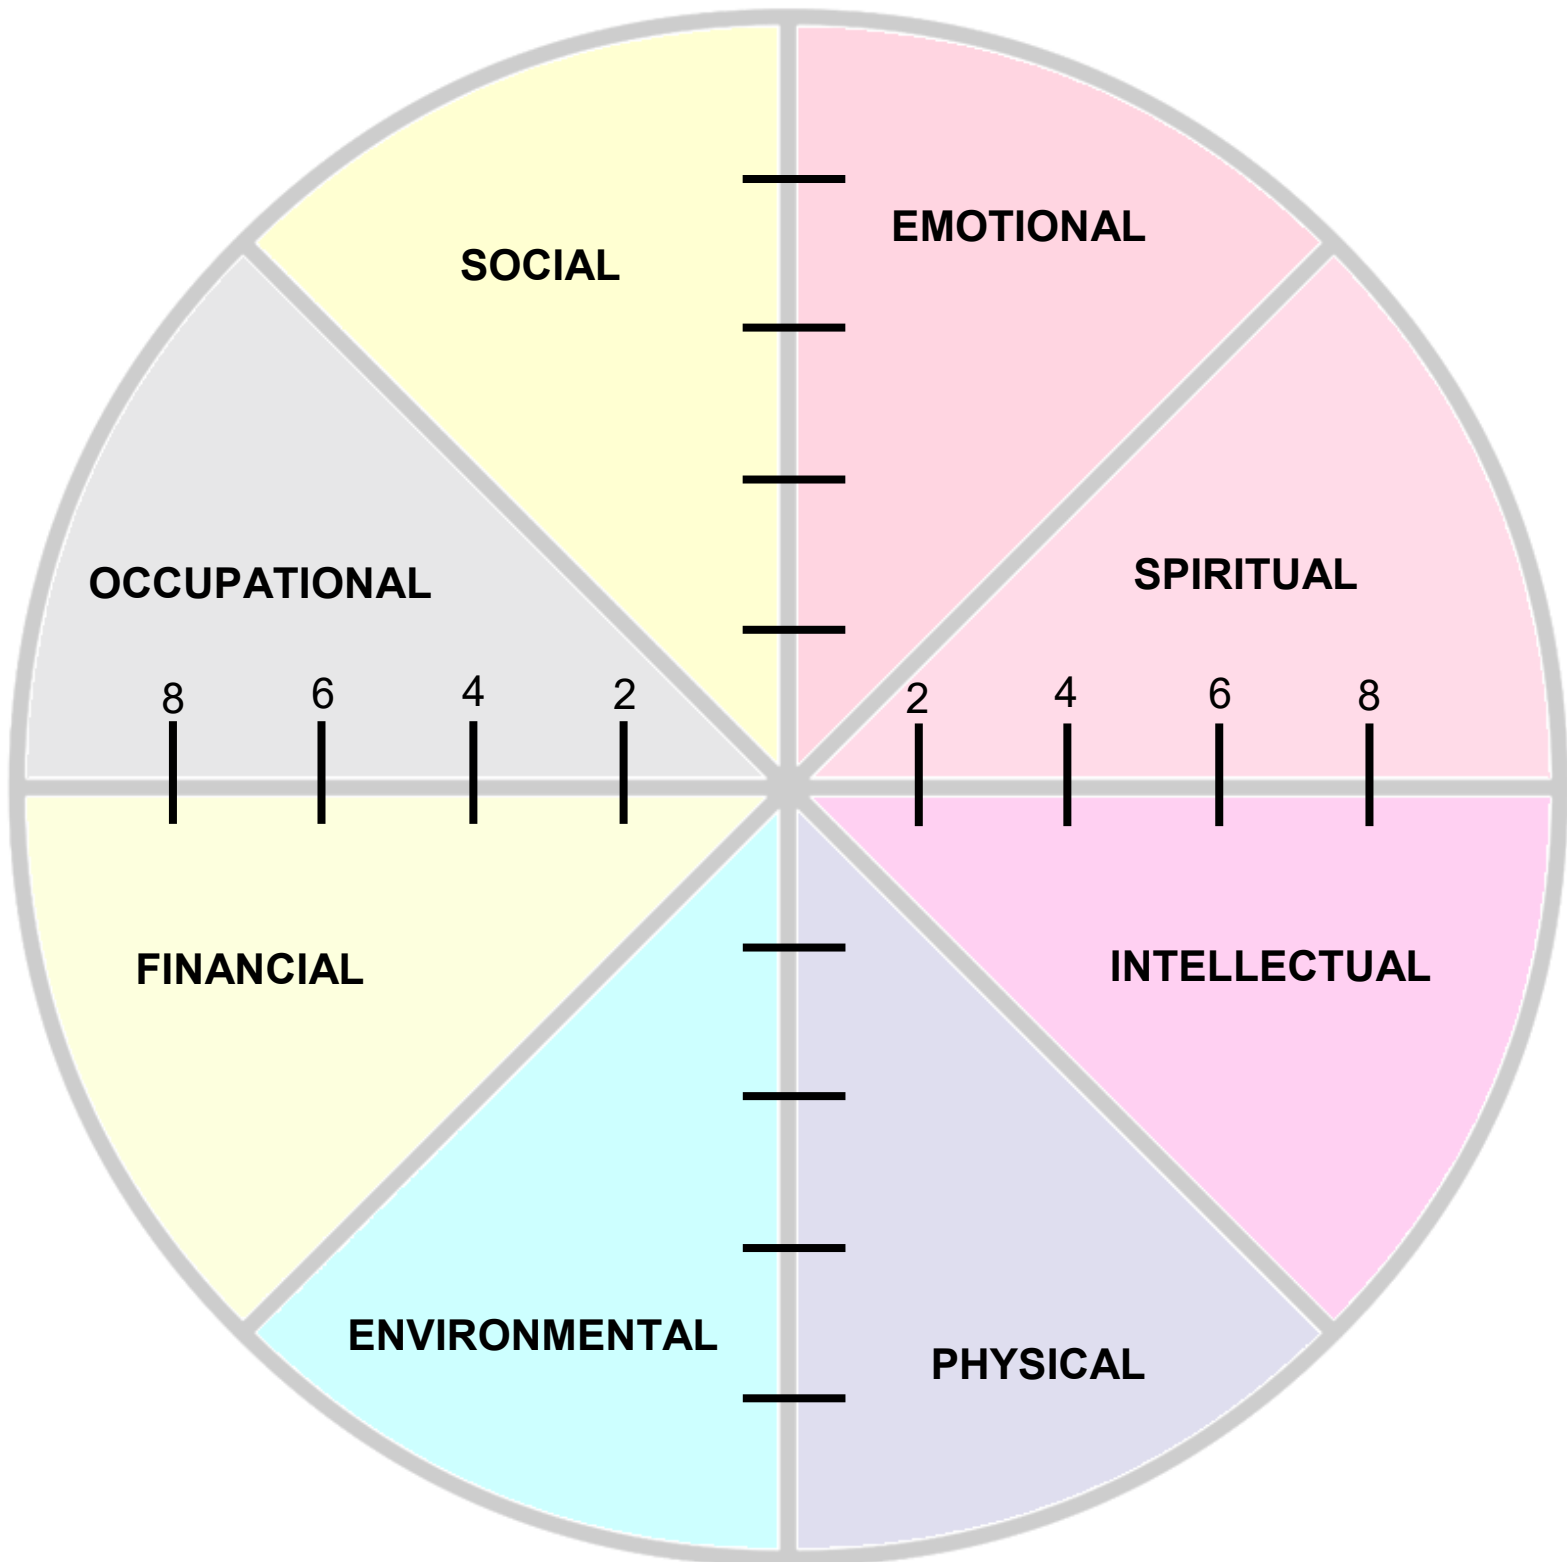 EMOTIONAL
SOCIAL
SPIRITUAL
OCCUPATIONAL
8 6 4 2 2 4 6 8
FINANCIAL
INTELLECTUAL
ENVIRONMENTAL
PHYSICAL